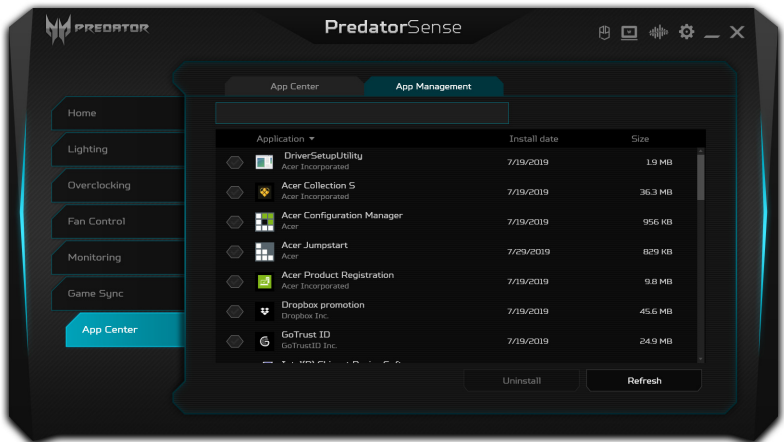 PREDATOR
PredatorSense
App Center
App Management
Home
Lighting
Overclocking
Fan Control
Monitoring
Game Sync
App Center
Application
Install date
Size
DriverSetupUtility
Acer Incorporated
7/19/2019
1.9 MB
Acer Collection S
Acer Incorporated
7/19/2019
36.3 MB
Acer Configuration Manager
Acer
7/19/2019
956 KB
Acer Jumpstart
Acer
7/29/2019
829 KB
Acer Product Registration
Acer Incorporated
7/19/2019
9.8 MB
Dropbox promotion
Dropbox Inc.
7/19/2019
45.6 MB
GoTrust ID
GoTrustID Inc.
7/19/2019
24.9 MB
Uninstall
Refresh